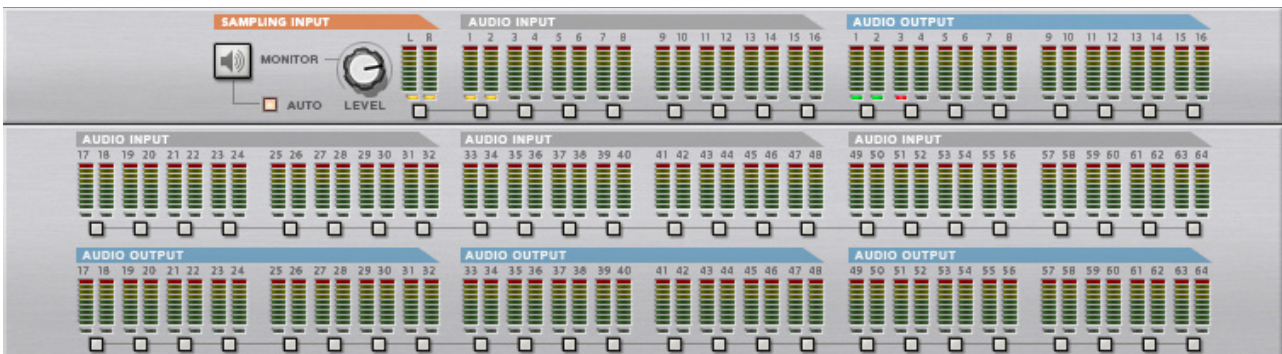 SAMPLING INPUT AUDIO INPUT AUDIO OUTPUT
L R 1 2 3 4 5 6 7 8 9 10 11 12 13 14 15 16 1 2 3 4 5 6 7 8 9 10 11 12 13 14 15 16
MONITOR
AUTO LEVEL
AUDIO INPUT AUDIO INPUT AUDIO INPUT
17 18 19 20 21 22 23 24 25 26 27 28 29 30 31 32 33 34 35 36 37 38 39 40 41 42 43 44 45 46 47 48 49 50 51 52 53 54 55 56 57 58 59 60 61 62 63 64
AUDIO OUTPUT AUDIO OUTPUT AUDIO OUTPUT
17 18 19 20 21 22 23 24 25 26 27 28 29 30 31 32 33 34 35 36 37 38 39 40 41 42 43 44 45 46 47 48 49 50 51 52 53 54 55 56 57 58 59 60 61 62 63 64